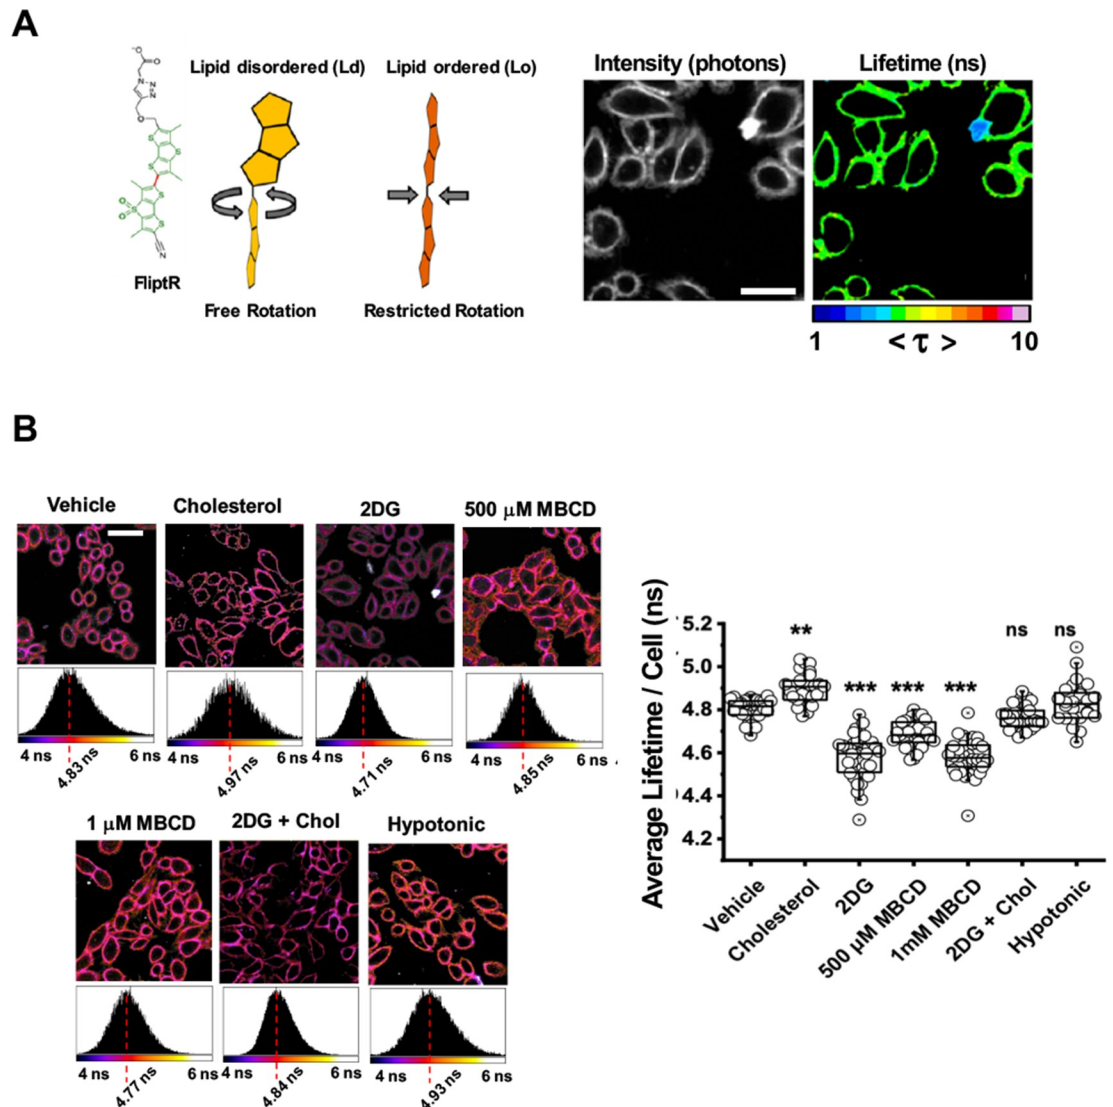 A
Lipid disordered (Ld)
Lipid ordered (Lo)
FliptR
Free Rotation
Restricted Rotation
Intensity (photons)
Lifetime (ns)
1 < τ > 10
B
Vehicle
Cholesterol
2DG
500 μM MBCD
4 ns 6 ns
4.83 ns
4 ns 6 ns
4.97 ns
4 ns 6 ns
4.71 ns
4 ns 6 ns
4.85 ns
1 μM MBCD
2DG + Chol
Hypotonic
4 ns 6 ns
4.77 ns
4 ns 6 ns
4.84 ns
4 ns 6 ns
4.93 ns
Average Lifetime / Cell (ns)
5.2
5.0
4.8
4.6
4.4
4.2
**
***
***
***
ns
ns
Vehicle
Cholesterol
2DG
500 μM MBCD
1mM MBCD
2DG + Chol
Hypotonic